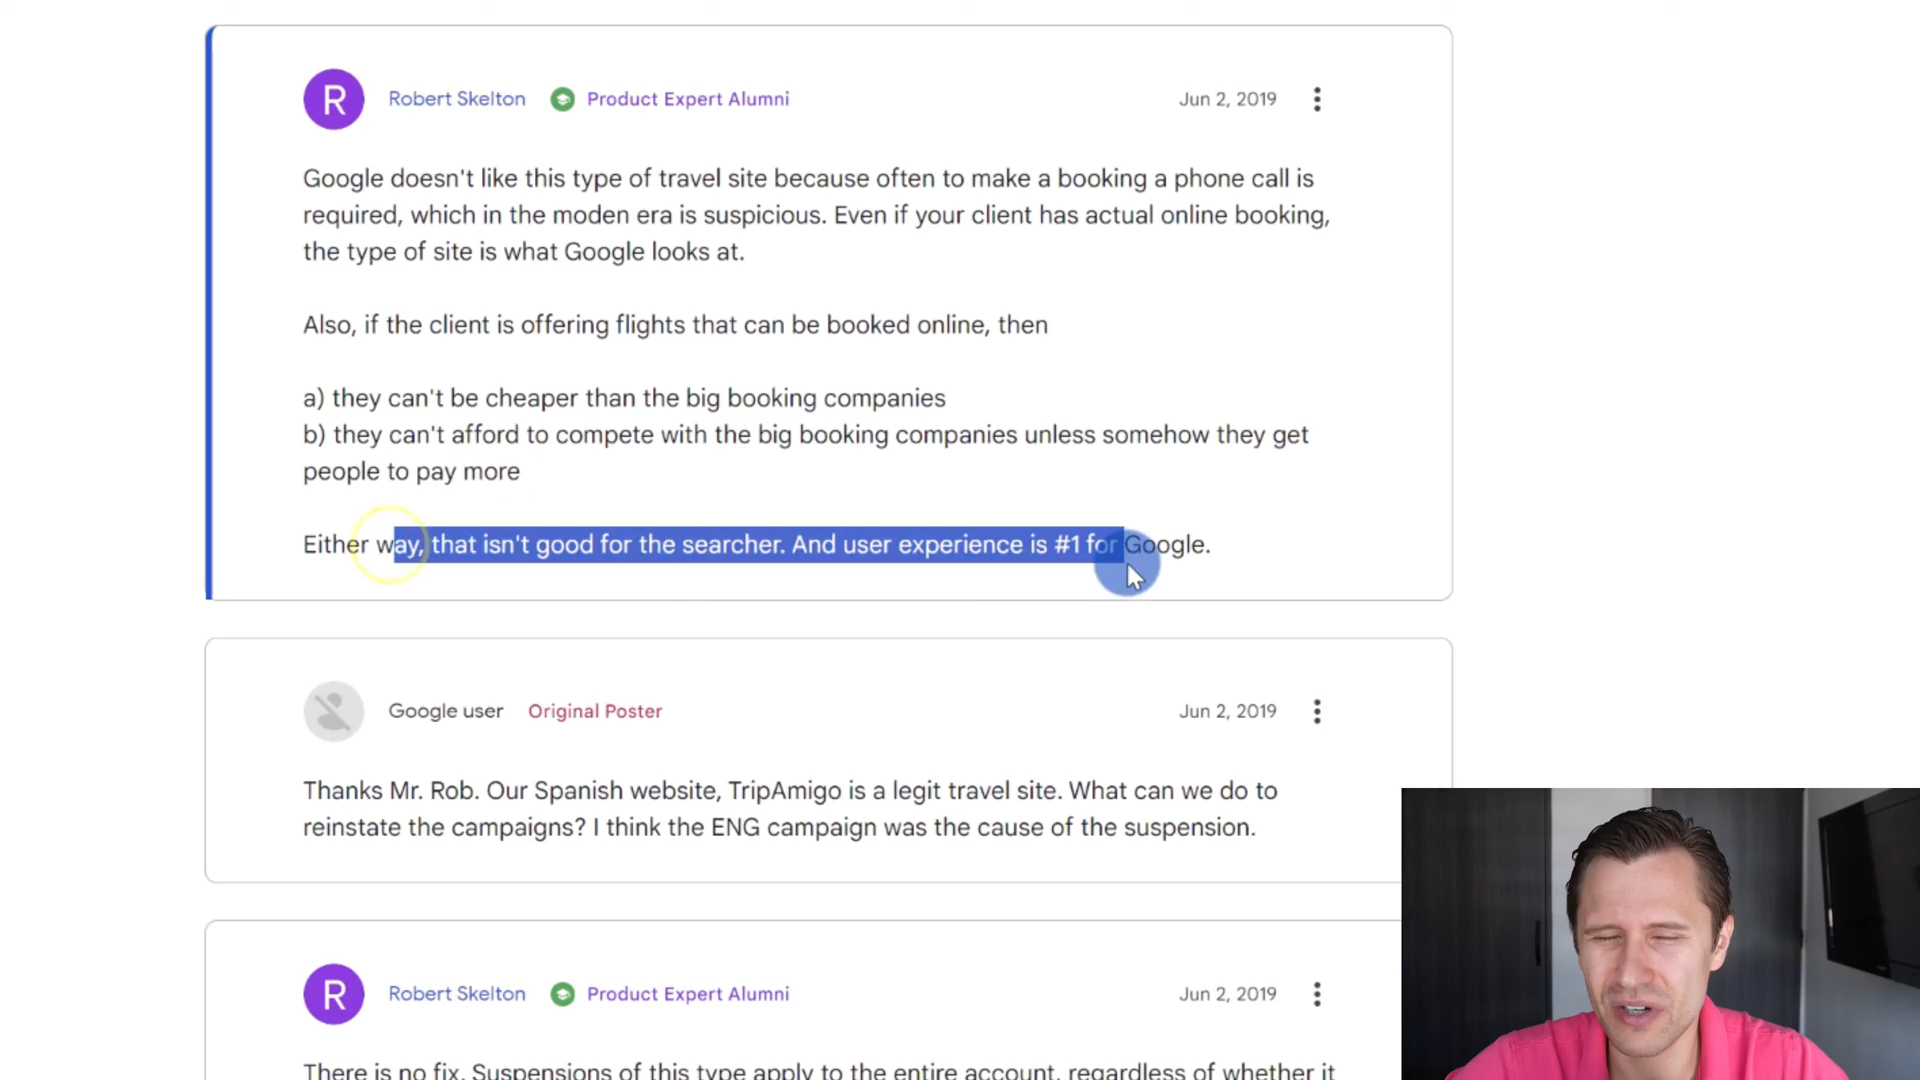 R Robert Skelton Product Expert Alumni Jun 2, 2019
Google doesn't like this type of travel site because often to make a booking a phone call is
required, which in the moden era is suspicious. Even if your client has actual online booking,
the type of site is what Google looks at.
Also, if the client is offering flights that can be booked online, then
a) they can't be cheaper than the big booking companies
b) they can't afford to compete with the big booking companies unless somehow they get
people to pay more
Either way, that isn't good for the searcher. And user experience is #1 for Google.
Google user Original Poster Jun 2, 2019
Thanks Mr. Rob. Our Spanish website, TripAmigo is a legit travel site. What can we do to
reinstate the campaigns? I think the ENG campaign was the cause of the suspension.
R Robert Skelton Product Expert Alumni Jun 2, 2019
There is no fix. Suspensions of this type apply to the entire account, regardless of whether it